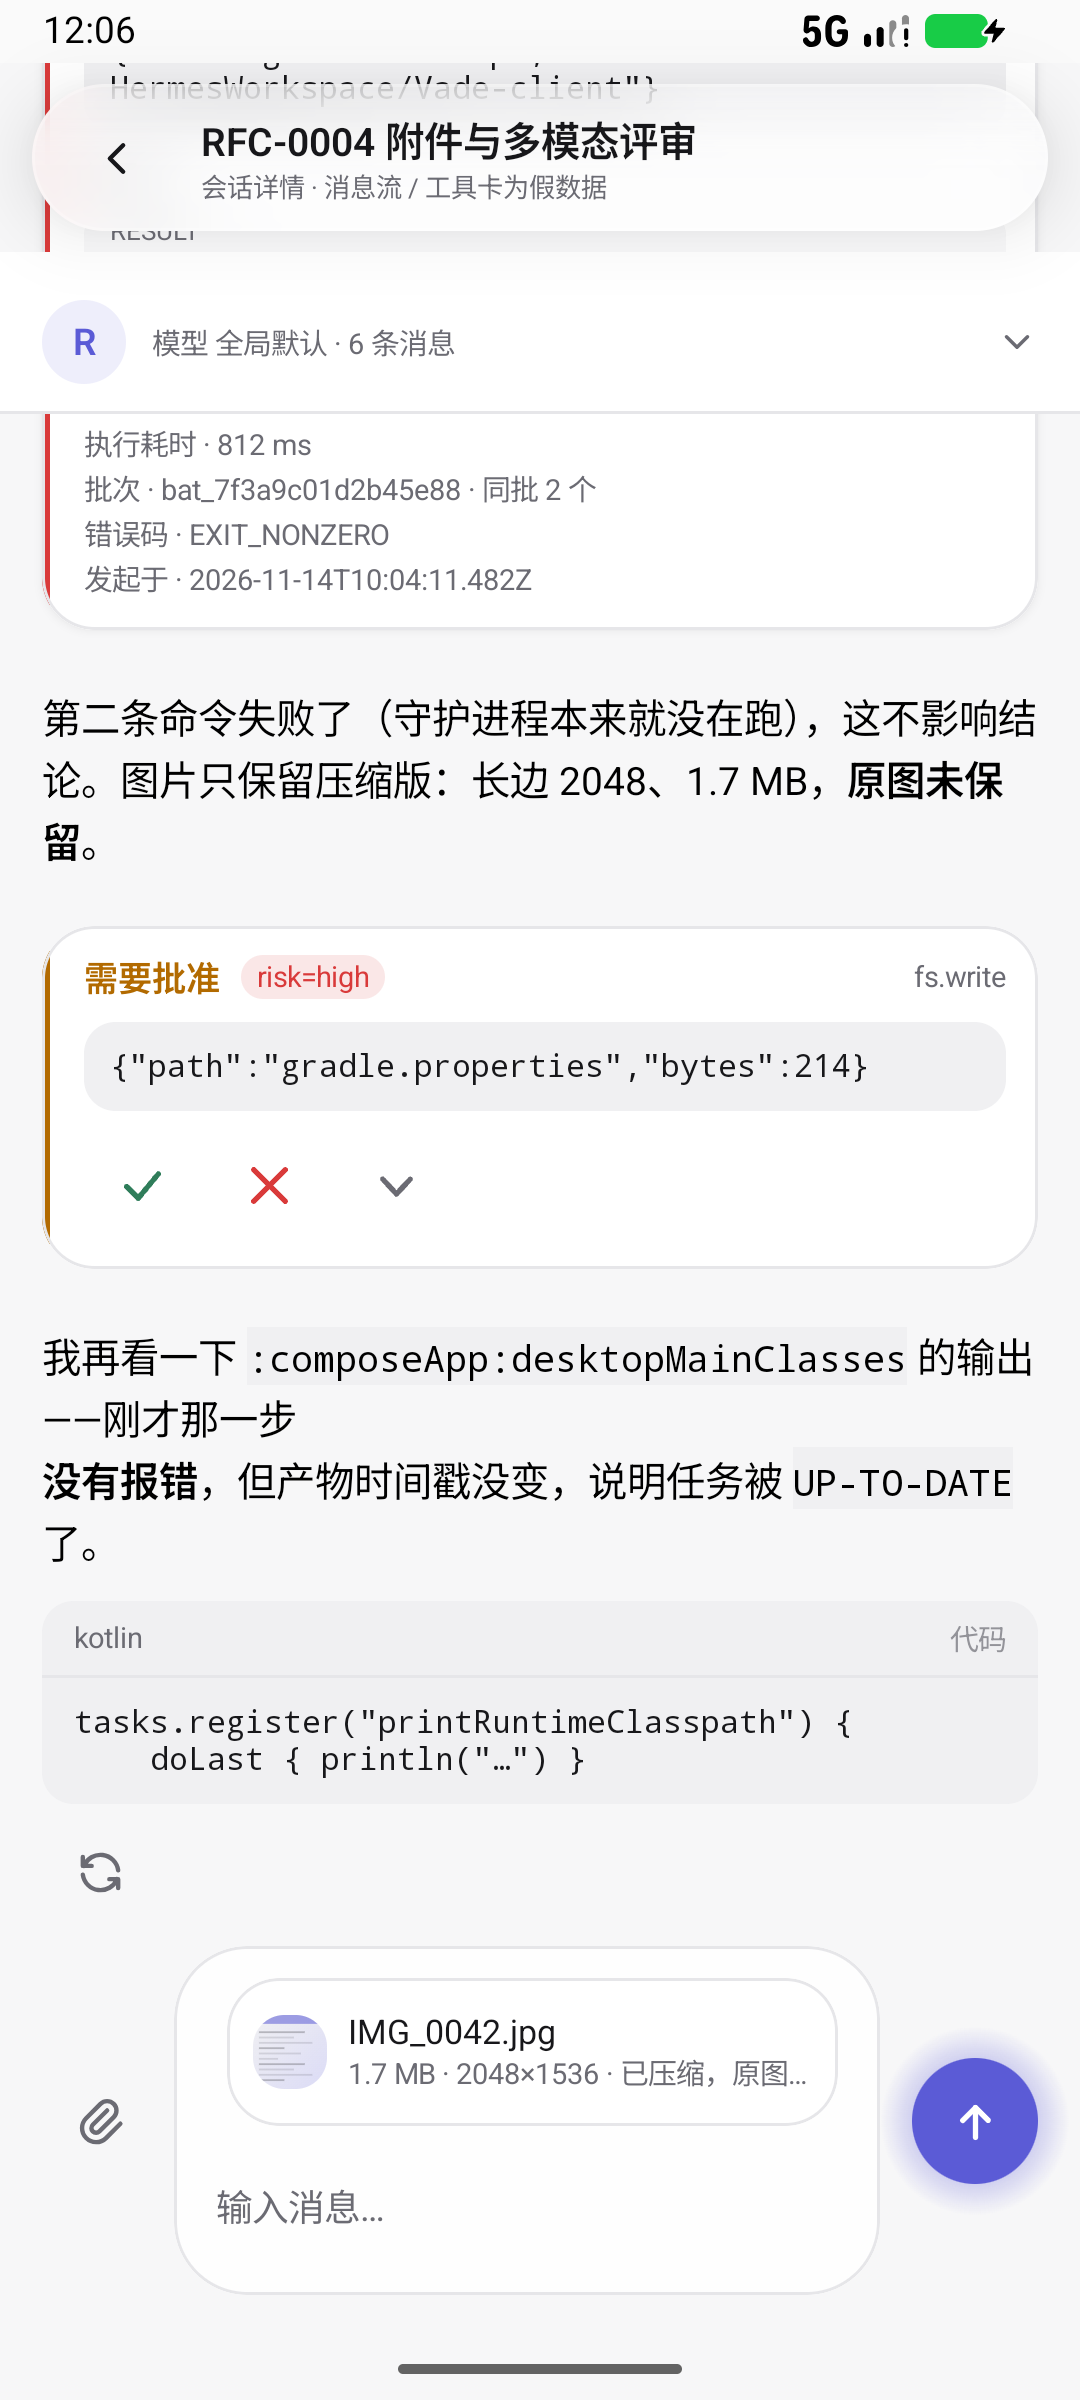 12:06
5G
HermesWorkspace/Vade-client"}
RFC-0004 附件与多模态评审
会话详情 · 消息流 / 工具卡为假数据
RESULT
R
模型 全局默认 · 6 条消息
执行耗时 · 812 ms
批次 · bat_7f3a9c01d2b45e88 · 同批 2 个
错误码 · EXIT_NONZERO
发起于 · 2026-11-14T10:04:11.482Z
第二条命令失败了（守护进程本来就没在跑），这不影响结
论。图片只保留压缩版：长边 2048、1.7 MB，原图未保
留。
需要批准 risk=high fs.write
{"path":"gradle.properties","bytes":214}
我再看一下 :composeApp:desktopMainClasses 的输出
——刚才那一步
没有报错，但产物时间戳没变，说明任务被 UP-TO-DATE
了。
kotlin 代码
tasks.register("printRuntimeClasspath") {
    doLast { println("…") }
IMG_0042.jpg
1.7 MB · 2048×1536 · 已压缩，原图...
输入消息...